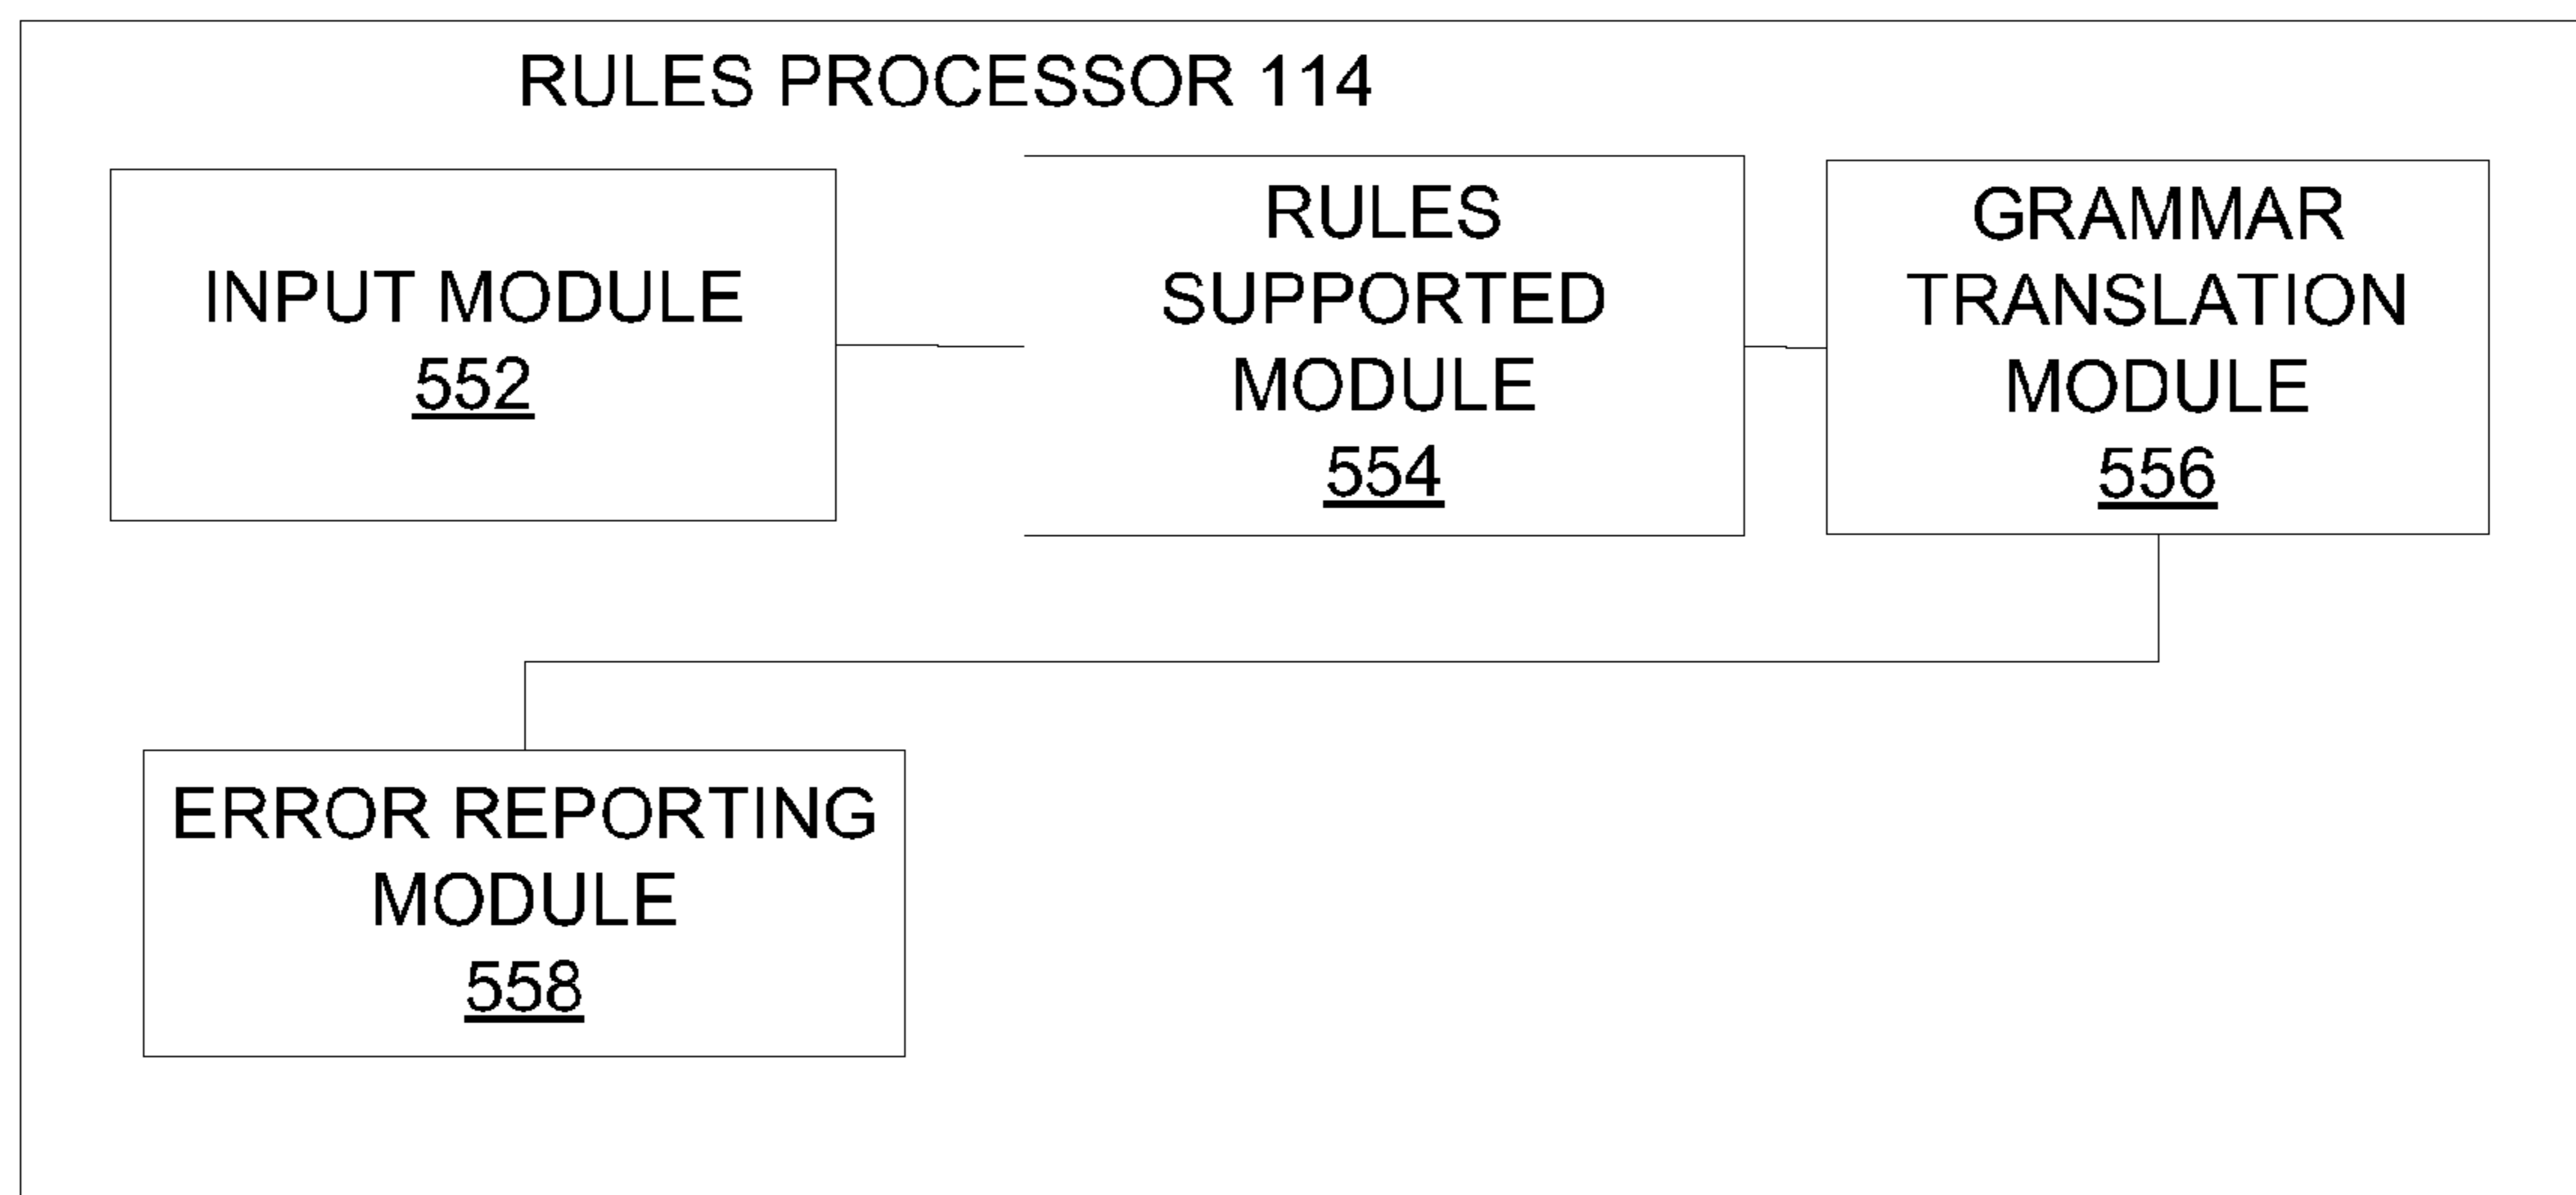 RULES PROCESSOR 114
INPUT MODULE
552
RULES
SUPPORTED
MODULE
554
GRAMMAR
TRANSLATION
MODULE
556
ERROR REPORTING
MODULE
558